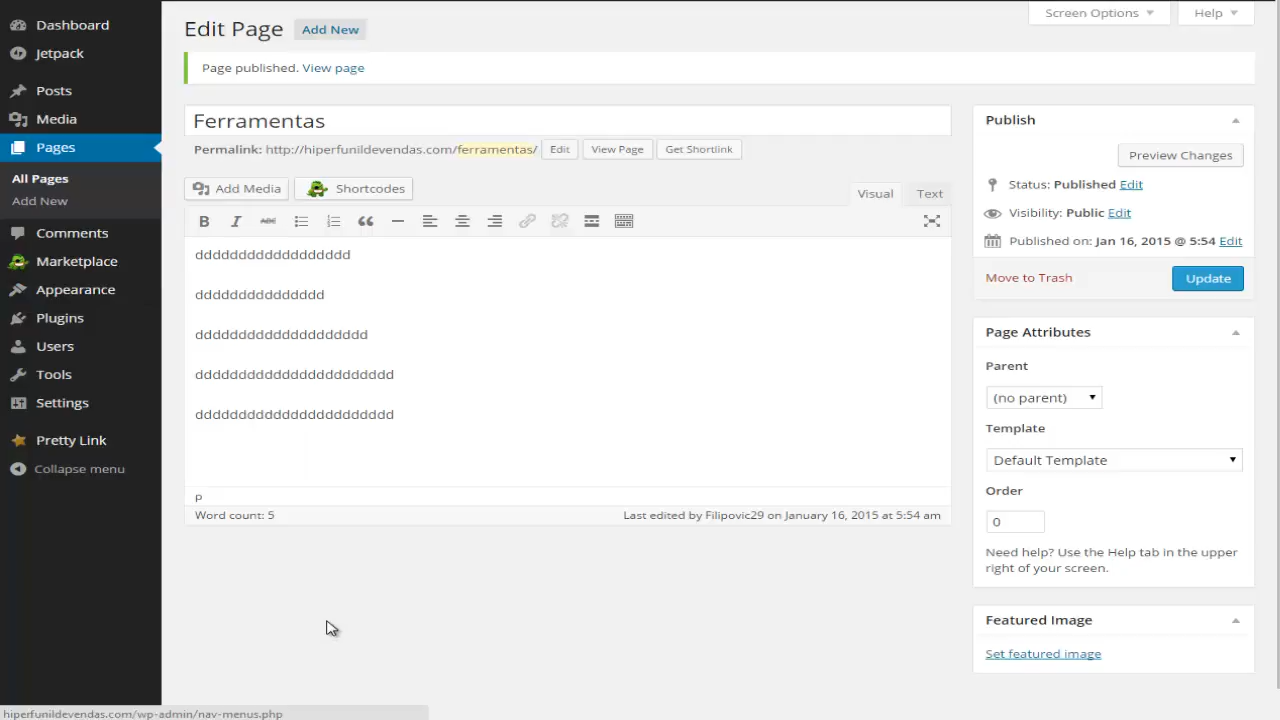 Dashboard
Jetpack
Posts
Media
Pages
All Pages
Add New
Comments
Marketplace
Appearance
Plugins
Users
Tools
Settings
Pretty Link
Collapse menu
Screen Options
Help
Edit Page
Add New
Page published. View page
Ferramentas
Permalink: http://hiperfunildevendas.com/ferramentas/ Edit View Page Get Shortlink
Add Media
Shortcodes
Visual
Text
B I ABC
dddddddddddddddddd
ddddddddddddddd
dddddddddddddddddddd
ddddddddddddddddddddddd
ddddddddddddddddddddddd
p
Word count: 5
Last edited by Filipovic29 on January 16, 2015 at 5:54 am
Publish
Preview Changes
Status: Published Edit
Visibility: Public Edit
Published on: Jan 16, 2015 @ 5:54 Edit
Move to Trash
Update
Page Attributes
Parent
(no parent)
Template
Default Template
Order
0
Need help? Use the Help tab in the upper
right of your screen.
Featured Image
Set featured image
hiperfunildevendas.com/wp-admin/nav-menus.php